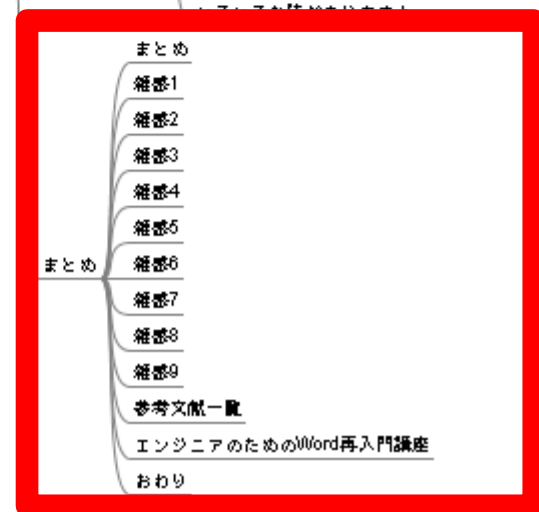 まとめ
雑感1
雑感2
雑感3
雑感4
雑感5
まとめ
雑感6
雑感7
雑感8
雑感9
参考文献一覧
エンジニアのためのWord再入門講座
おわり